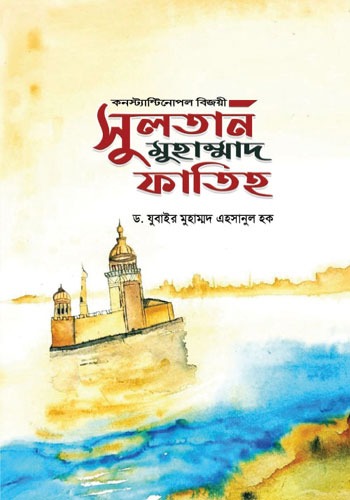 কনস্ট্যান্টিনোপল বিজয়ী
সুলতান
মুহাম্মাদ
ফাতিহ
ড. যুবাইর মুহাম্মদ এহসানুল হক